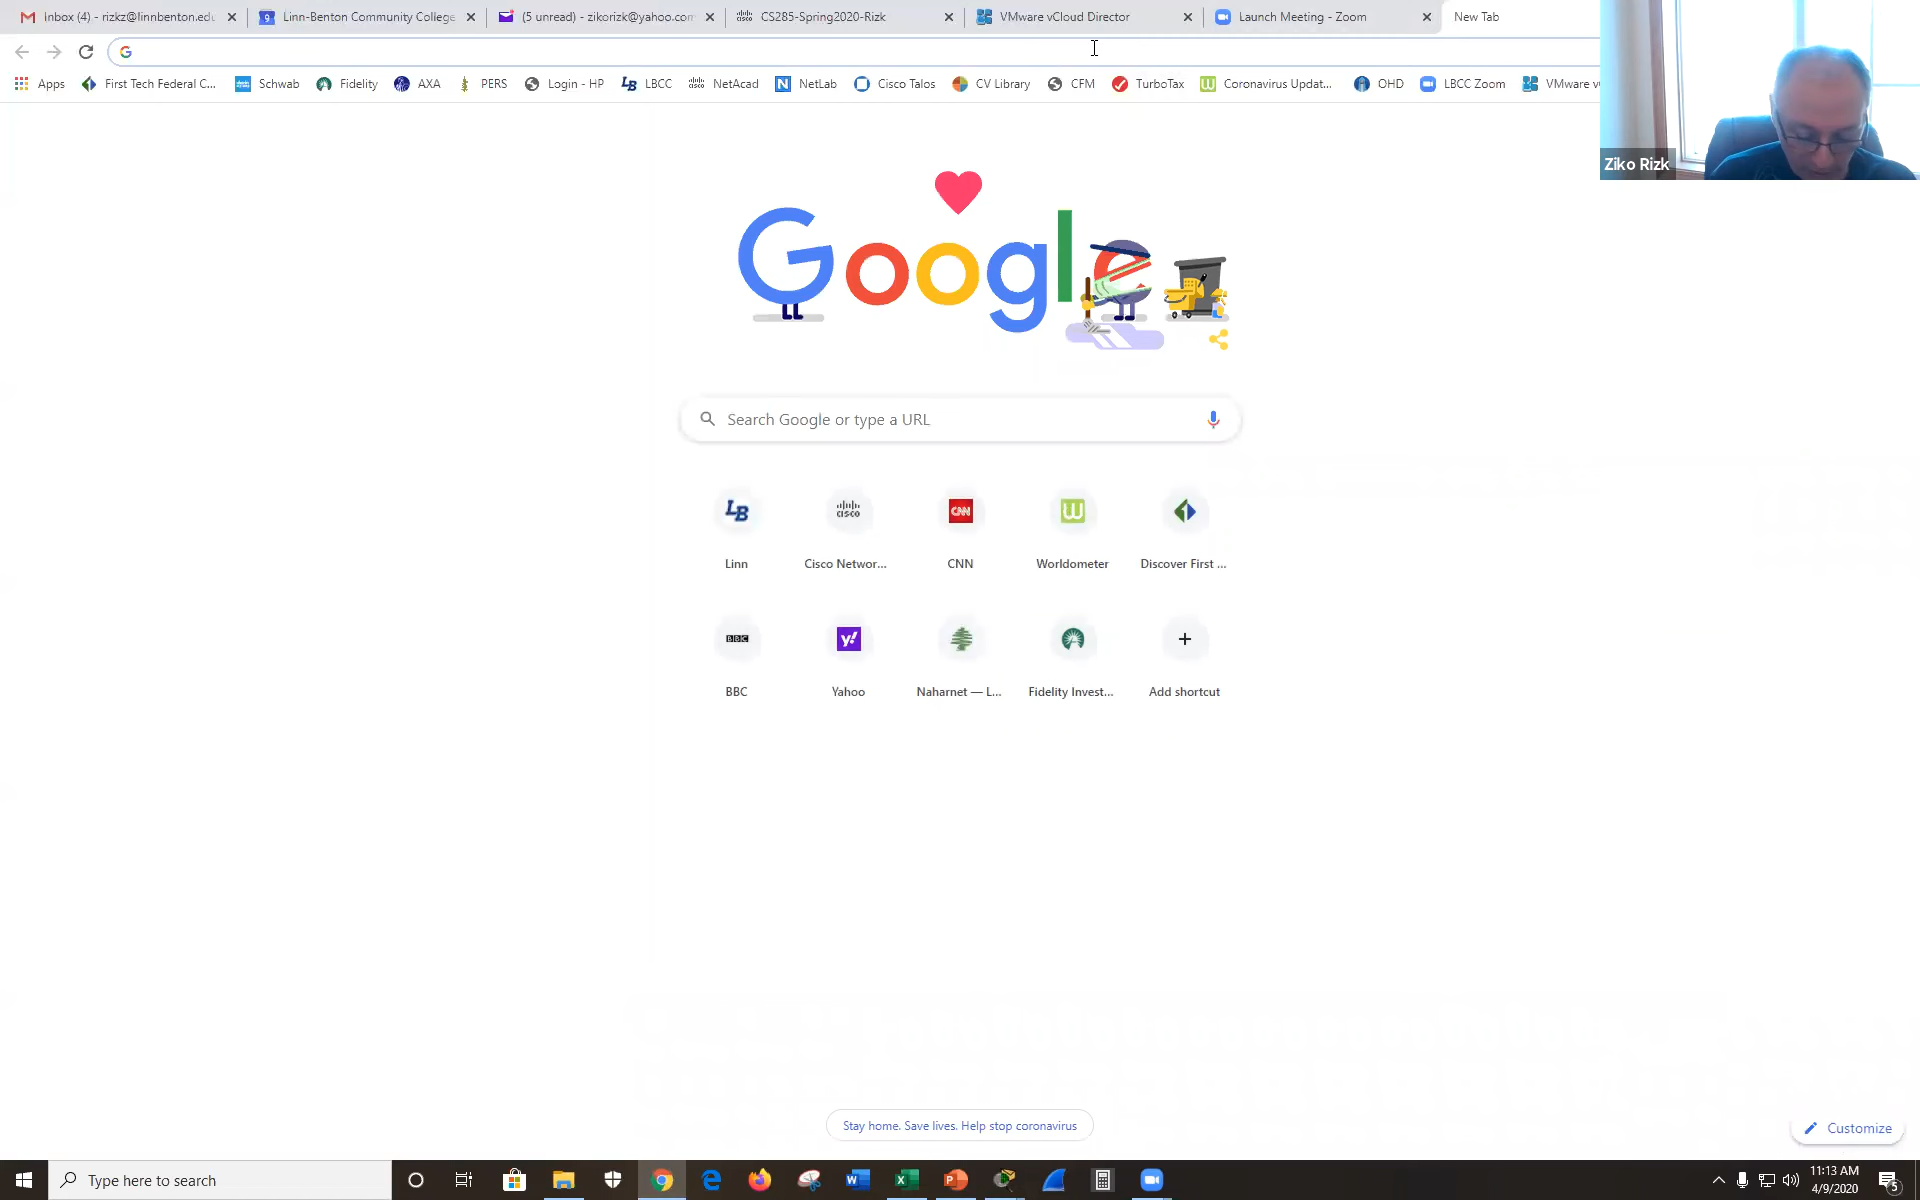 Inbox (4) - rizkz@linnbenton.edu
Linn-Benton Community College
(5 unread) - zikorizk@yahoo.com
CS285-Spring2020-Rizk
VMware vCloud Director
Launch Meeting - Zoom
New Tab
Apps
First Tech Federal C...
Schwab
Fidelity
AXA
PERS
Login - HP
LBCC
NetAcad
NetLab
Cisco Talos
CV Library
CFM
TurboTax
Coronavirus Updat...
OHD
LBCC Zoom
VMware v
Ziko Rizk
Google
Search Google or type a URL
Linn
Cisco Networ...
CNN
Worldometer
Discover First ...
BBC
Yahoo
Naharnet — L...
Fidelity Invest...
Add shortcut
Stay home. Save lives. Help stop coronavirus
Customize
Type here to search
11:13 AM
4/9/2020
5